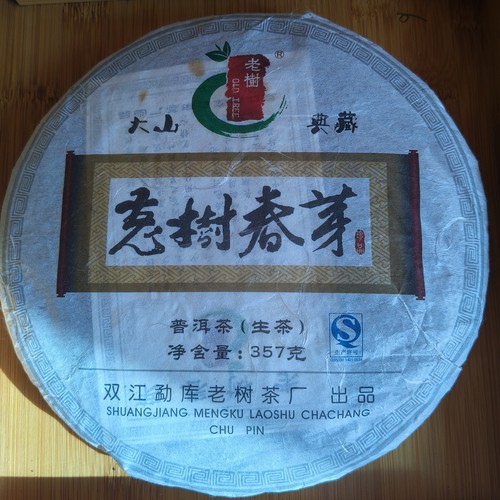 老樹
OLD TREE
®
大山 典藏
老樹春芽
普洱茶(生茶)
净含量:357克
双江勐库老树茶厂 出品
SHUANGJIANG MENGKU LAOSHU CHACHANG
CHU PIN